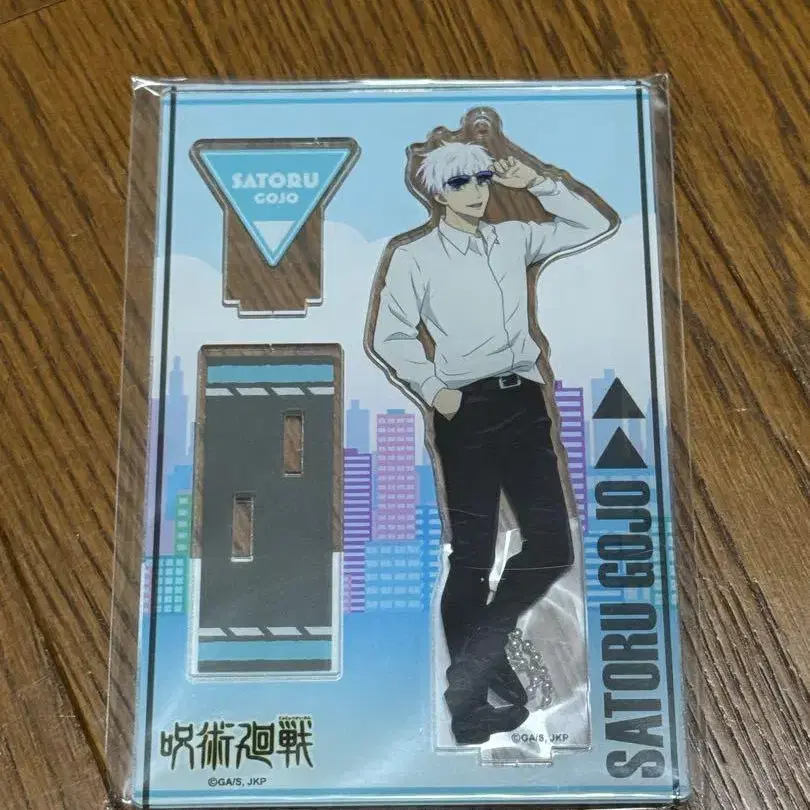 SATORU
GOJO
SATORU GOJO
呪術廻戦
©GA/S, JKP
©GA/S, JKP